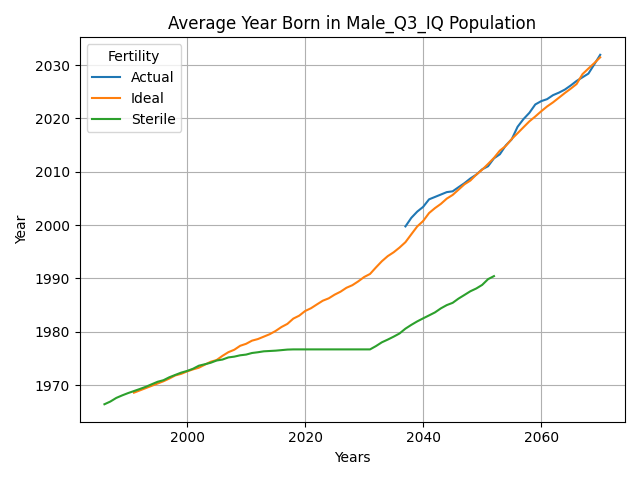 Average Year Born in Male_Q3_IQ Population
Fertility
Actual
Ideal
Sterile
Year
2030
2020
2010
2000
1990
1980
1970
2000
2020
2040
2060
Years